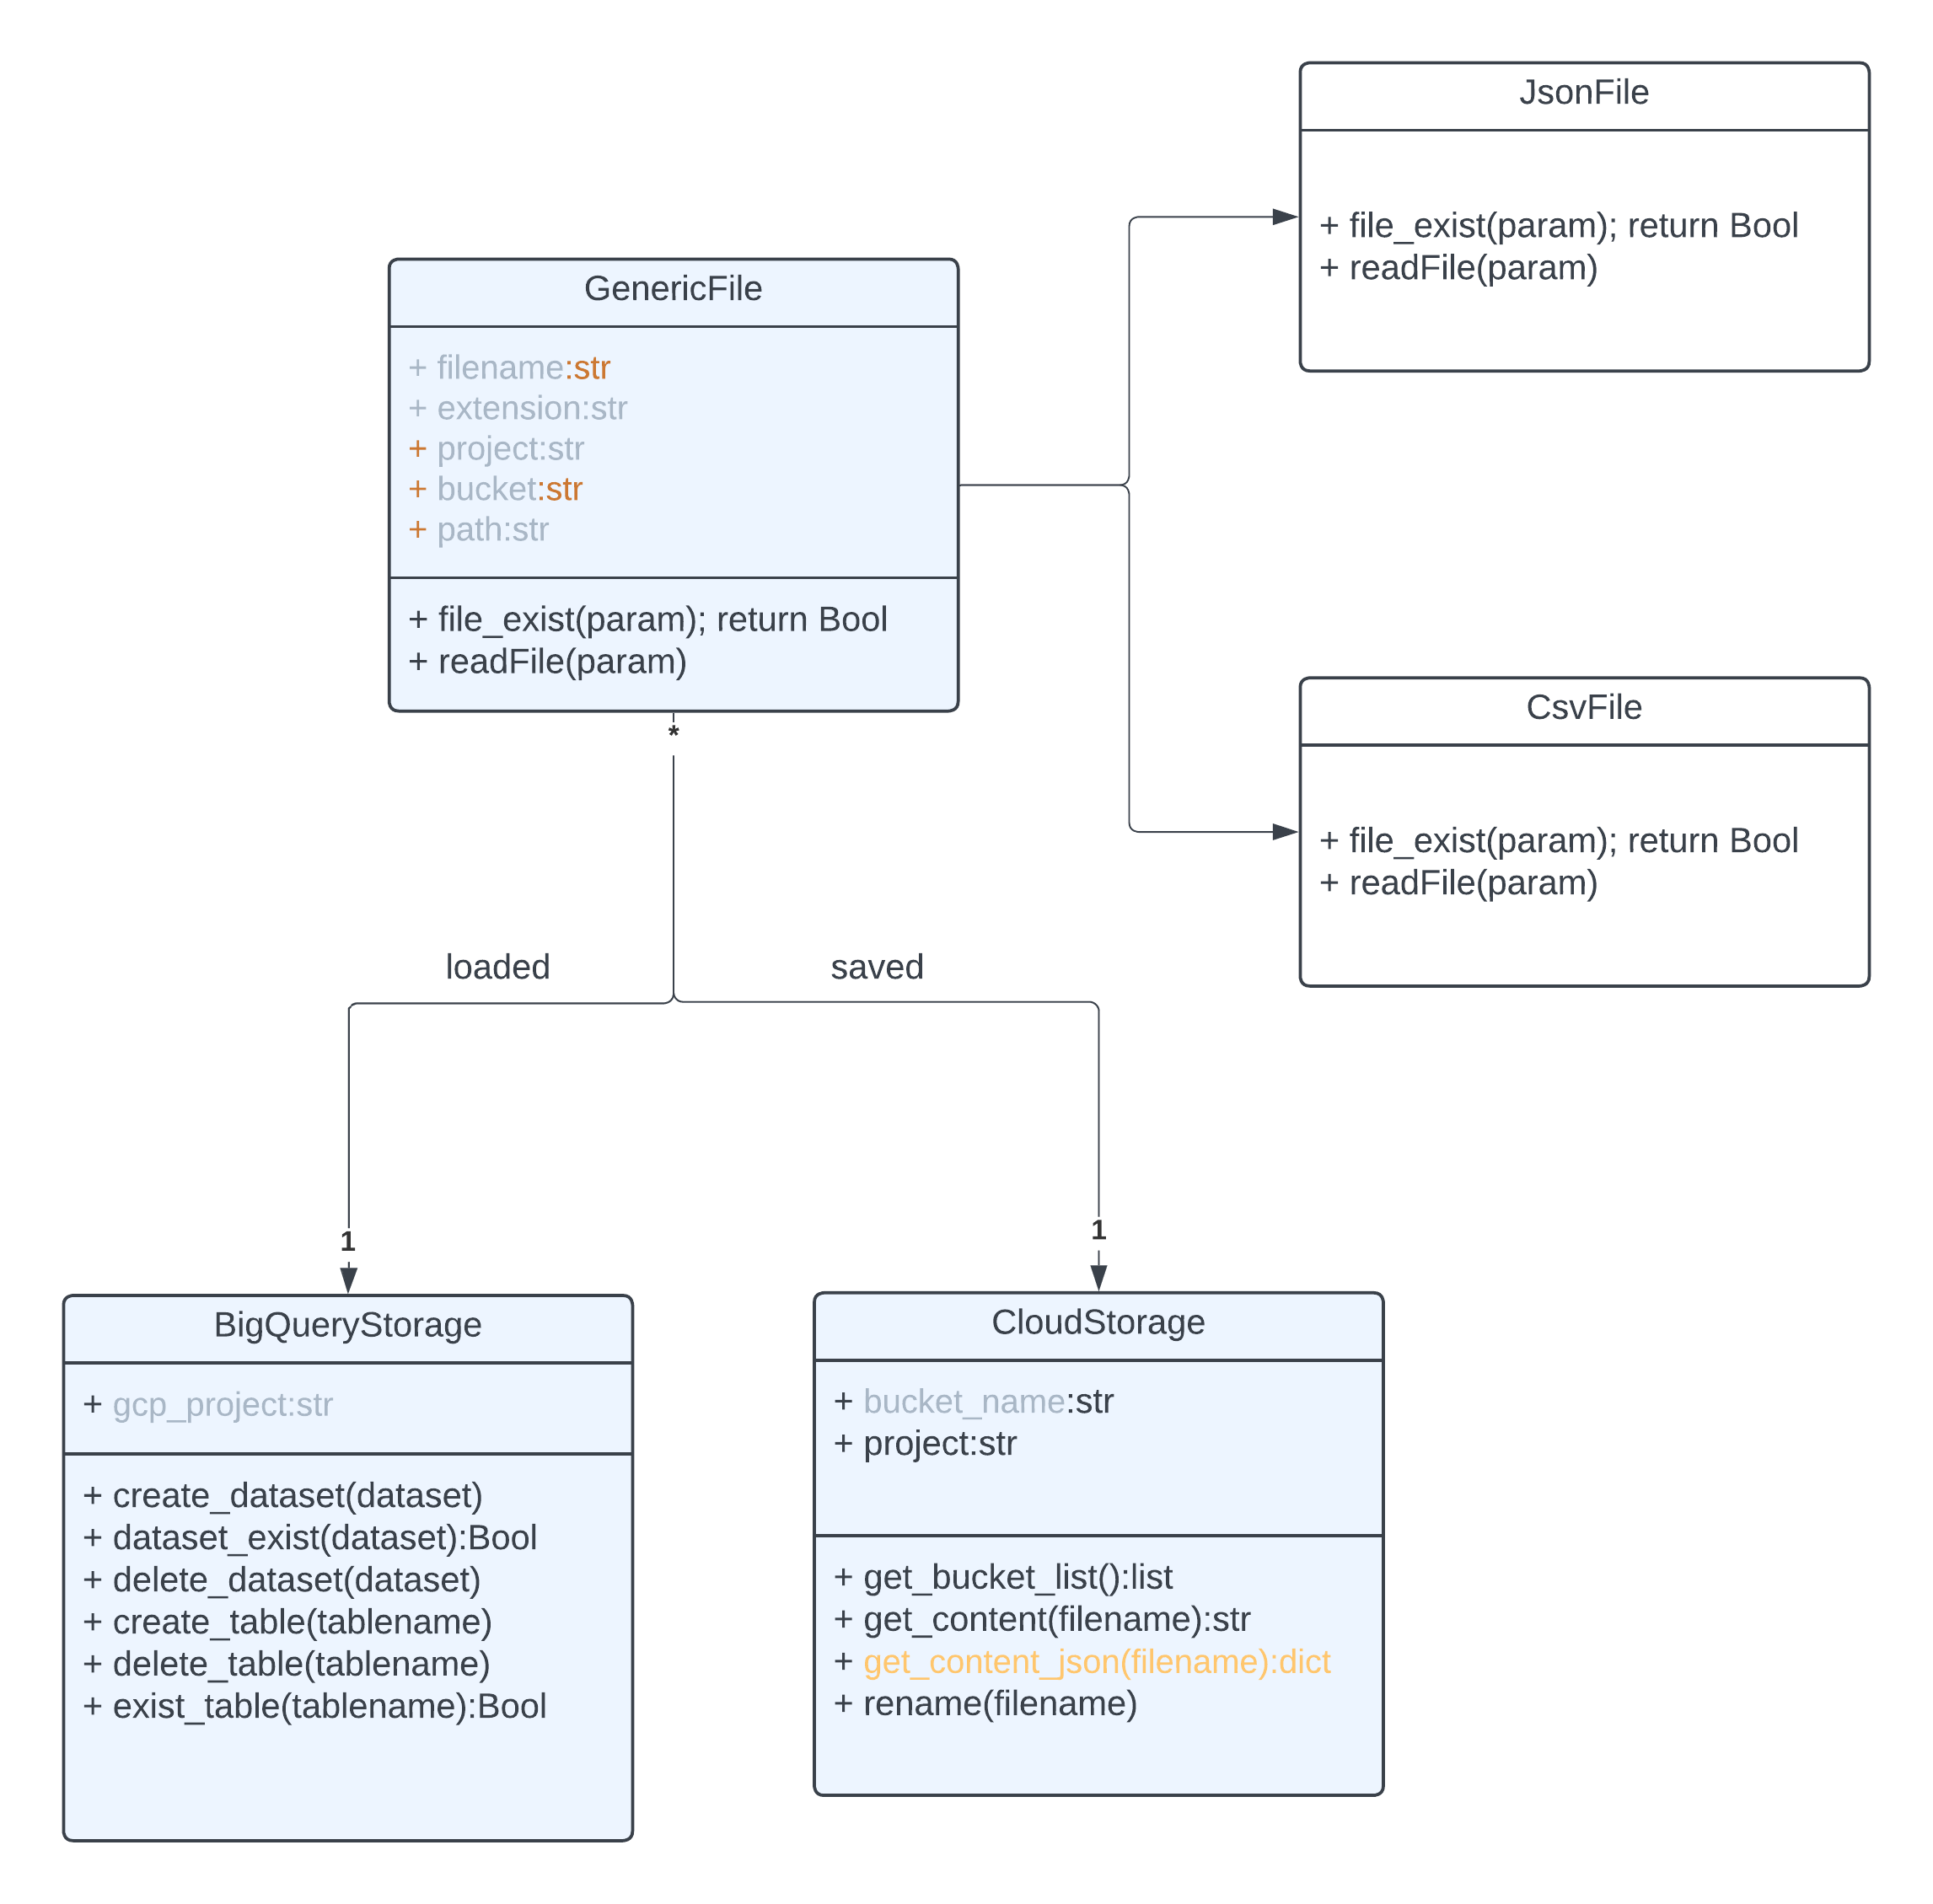 JsonFile
+ file_exist(param); return Bool
+ readFile(param)
GenericFile
+ filename:str
+ extension:str
+ project:str
+ bucket:str
+ path:str
+ file_exist(param); return Bool
+ readFile(param)
*
CsvFile
+ file_exist(param); return Bool
+ readFile(param)
loaded
saved
1
1
BigQueryStorage
+ gcp_project:str
+ create_dataset(dataset)
+ dataset_exist(dataset):Bool
+ delete_dataset(dataset)
+ create_table(tablename)
+ delete_table(tablename)
+ exist_table(tablename):Bool
CloudStorage
+ bucket_name:str
+ project:str
+ get_bucket_list():list
+ get_content(filename):str
+ get_content_json(filename):dict
+ rename(filename)